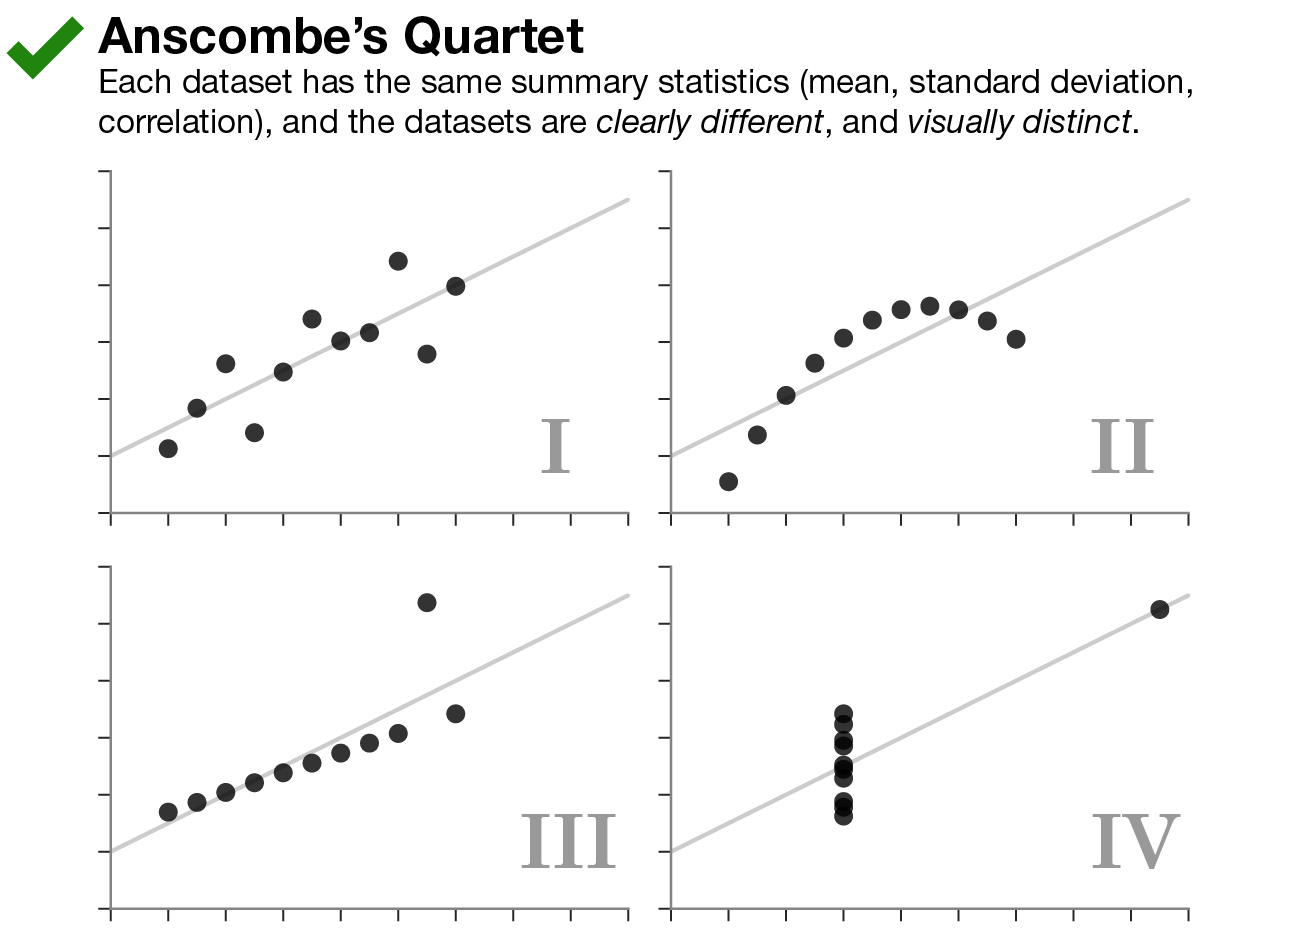 Anscombe’s Quartet
Each dataset has the same summary statistics (mean, standard deviation,
correlation), and the datasets are clearly different, and visually distinct.
I
II
III
IV